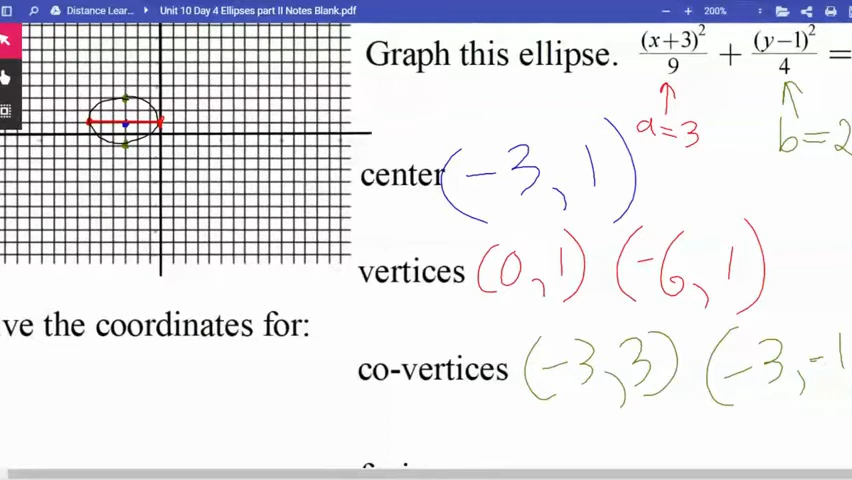 Distance Lear... Unit 10 Day 4 Ellipses part II Notes Blank.pdf 200%
Graph this ellipse. (x+3)²/9 + (y−1)²/4 =
a=3 b=2
center (−3, 1)
vertices (0, 1) (−6, 1)
ve the coordinates for:
co-vertices (−3, 3) (−3, −1